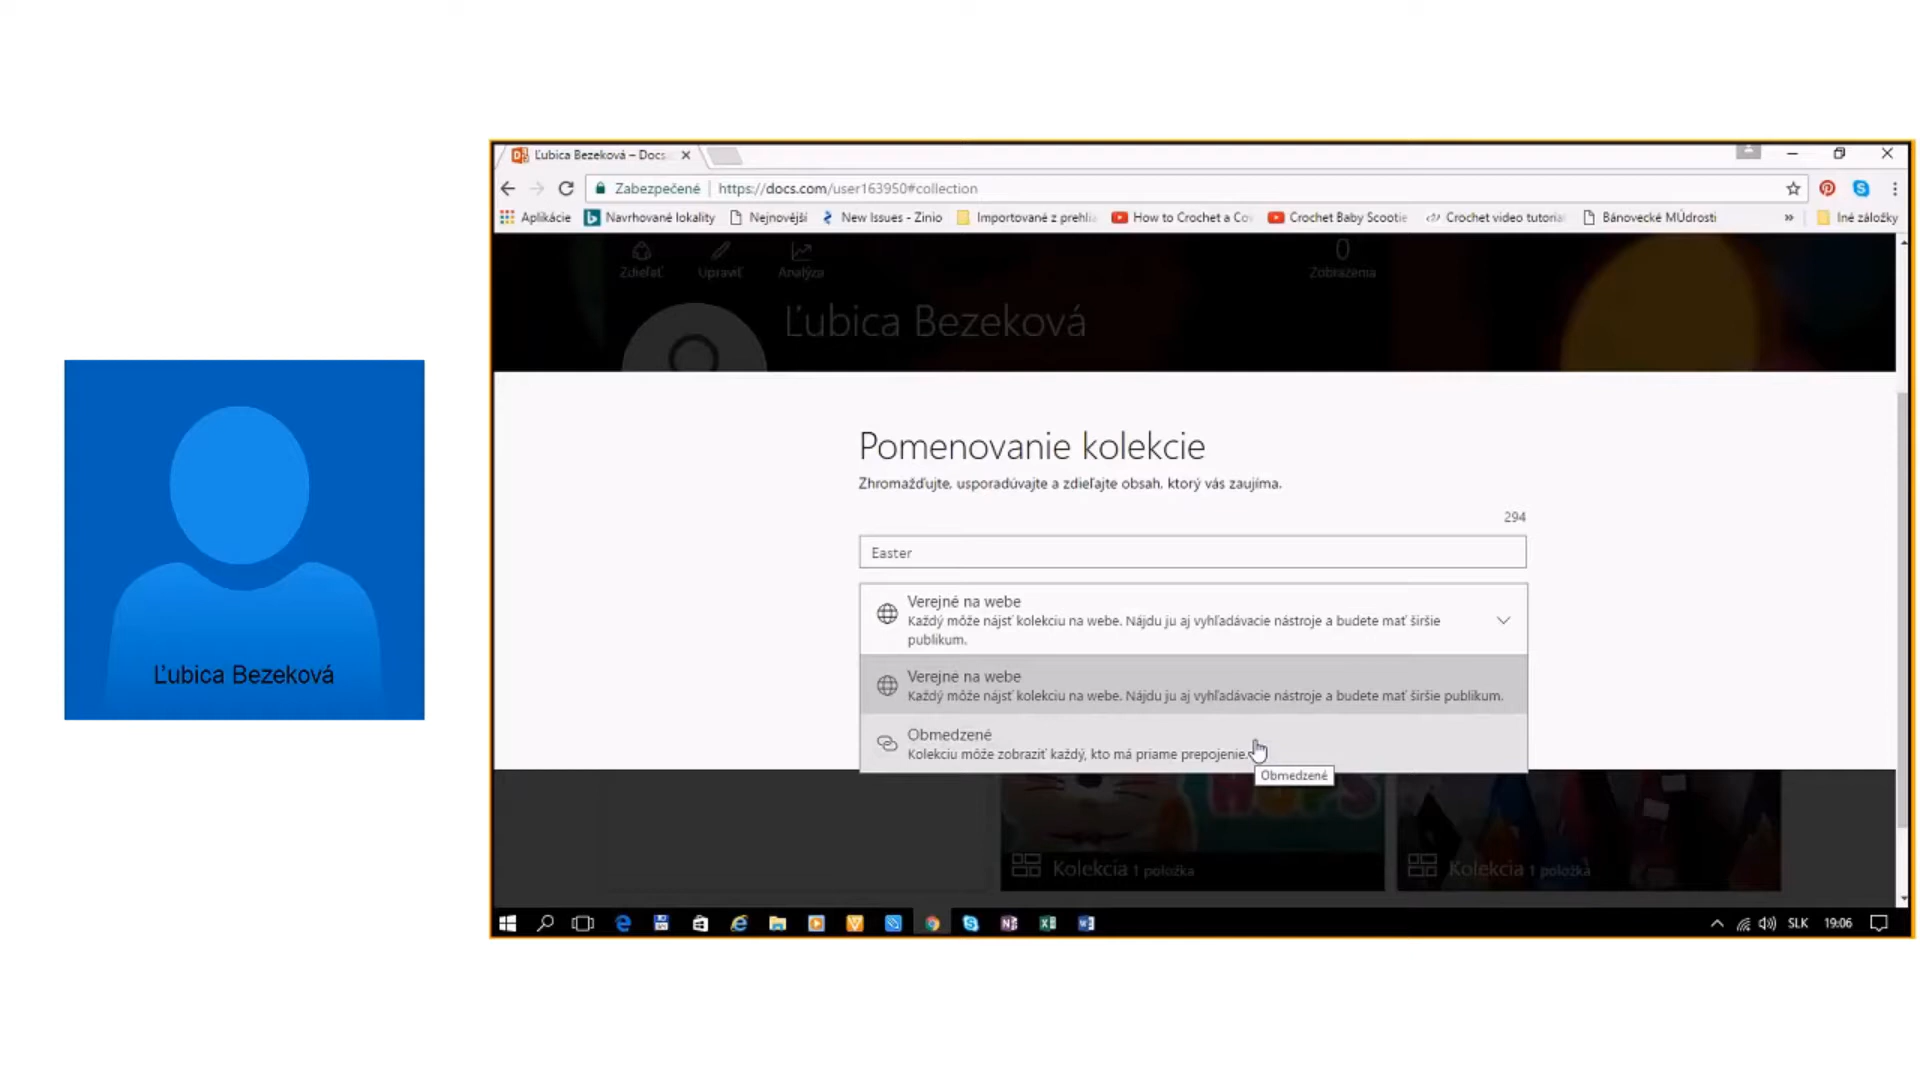 Ľubica Bezeková – Docs
Zabezpečené https://docs.com/user163950#collection
Aplikácie Navrhované lokality Nejnovější New Issues - Zinio Importované z prehli How to Crochet a Co Crochet Baby Scootie Crochet video tutoria Bánovecké MÚdrosti » Iné záložky
Zdieľať Upraviť Analýza
0
Zobrazenia
Ľubica Bezeková
Pomenovanie kolekcie
Zhromažďujte, usporadúvajte a zdieľajte obsah, ktorý vás zaujíma.
294
Easter
Verejné na webe
Každý môže nájsť kolekciu na webe. Nájdu ju aj vyhľadávacie nástroje a budete mať širšie
publikum.
Verejné na webe
Každý môže nájsť kolekciu na webe. Nájdu ju aj vyhľadávacie nástroje a budete mať širšie publikum.
Obmedzené
Kolekciu môže zobraziť každý, kto má priame prepojenie.
Obmedzené
Kolekcia 1 položka
Kolekcia 1 položka
SLK 19:06
Ľubica Bezeková